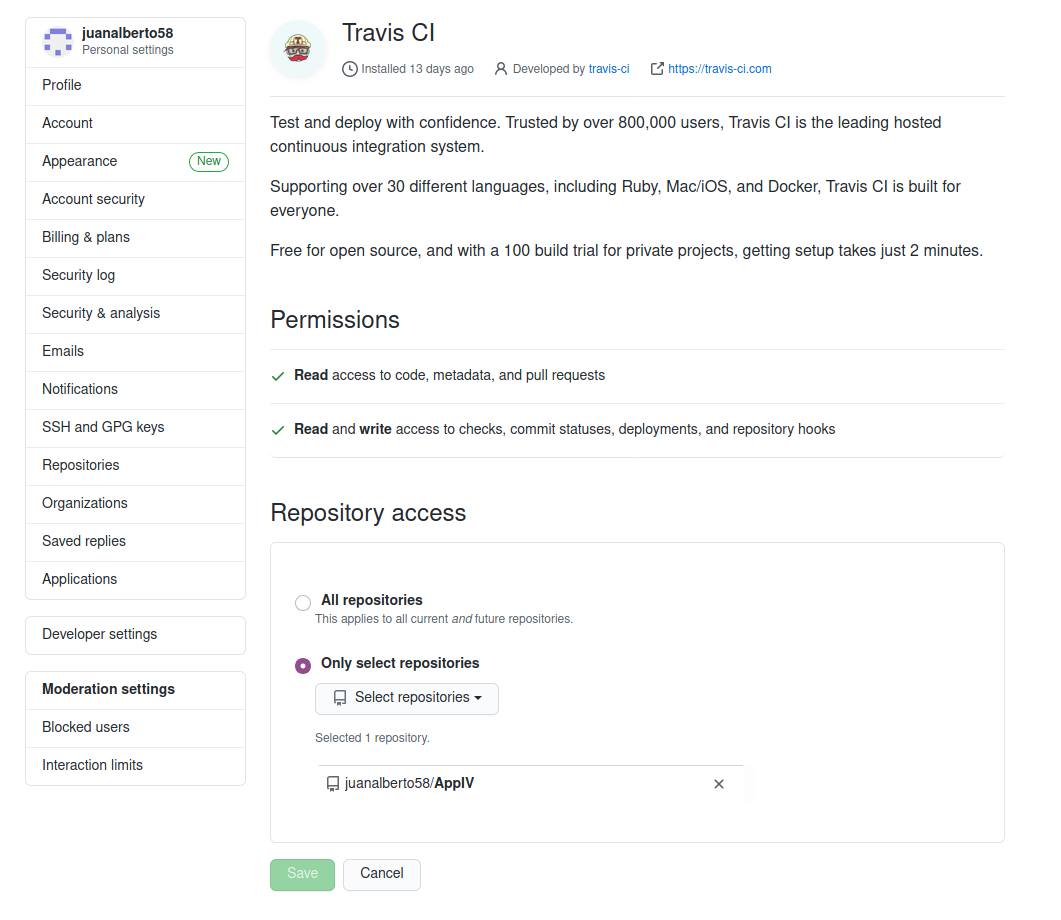 juanalberto58
Personal settings
Profile
Account
Appearance New
Account security
Billing & plans
Security log
Security & analysis
Emails
Notifications
SSH and GPG keys
Repositories
Organizations
Saved replies
Applications
Developer settings
Moderation settings
Blocked users
Interaction limits
Travis CI
Installed 13 days ago Developed by travis-ci https://travis-ci.com
Test and deploy with confidence. Trusted by over 800,000 users, Travis CI is the leading hosted
continuous integration system.
Supporting over 30 different languages, including Ruby, Mac/iOS, and Docker, Travis CI is built for
everyone.
Free for open source, and with a 100 build trial for private projects, getting setup takes just 2 minutes.
Permissions
Read access to code, metadata, and pull requests
Read and write access to checks, commit statuses, deployments, and repository hooks
Repository access
All repositories
This applies to all current and future repositories.
Only select repositories
Select repositories
Selected 1 repository.
juanalberto58/AppIV
Save Cancel